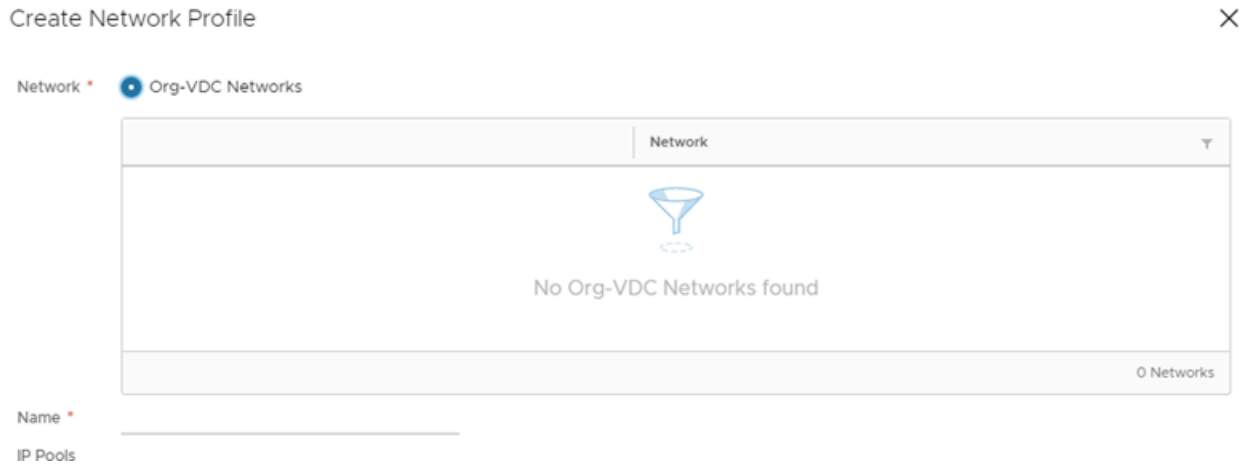 Create Network Profile
Network * Org-VDC Networks
Network
No Org-VDC Networks found
0 Networks
Name *
IP Pools